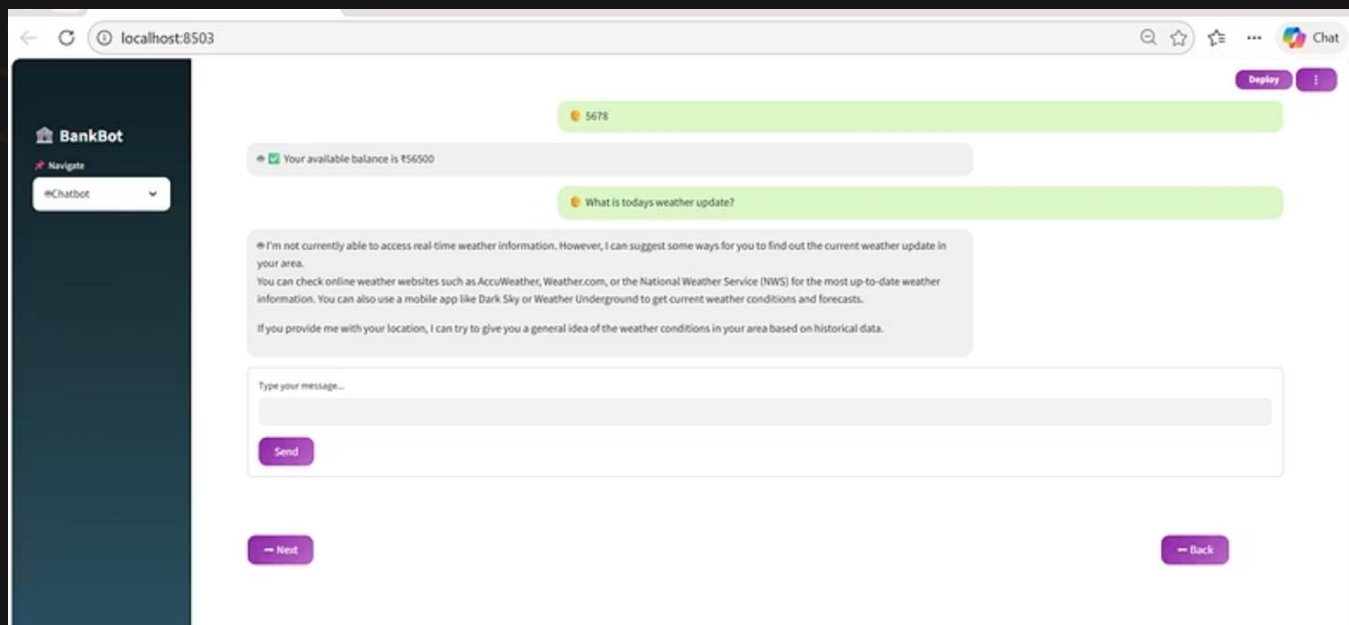 localhost:8503
Chat
Deploy
BankBot
Navigate
Chatbot
5678
Your available balance is ₹56500
What is todays weather update?
I'm not currently able to access real-time weather information. However, I can suggest some ways for you to find out the current weather update in
your area.
You can check online weather websites such as AccuWeather, Weather.com, or the National Weather Service (NWS) for the most up-to-date weather
information. You can also use a mobile app like Dark Sky or Weather Underground to get current weather conditions and forecasts.
If you provide me with your location, I can try to give you a general idea of the weather conditions in your area based on historical data.
Type your message...
Send
Next
Back